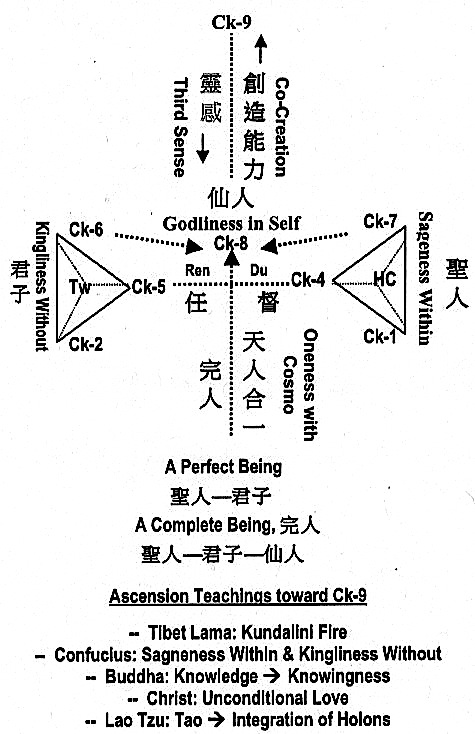 Ck-9
靈感
Third Sense
創造能力
Co-Creation
仙人
Godliness in Self
Ck-8
Ck-6
Ck-7
Kingliness Without
君子
Tw
Ck-5
Ck-2
Ren
Du
任
督
Ck-4
HC
Ck-1
Sageness Within
聖人
完人
天人合一
Oneness with
Cosmo
A Perfect Being
聖人—君子
A Complete Being, 完人
聖人—君子—仙人
Ascension Teachings toward Ck-9
-- Tibet Lama: Kundalini Fire
– Confucius: Sagneness Within & Kingliness Without
-- Buddha: Knowledge → Knowingness
-- Christ: Unconditional Love
-- Lao Tzu: Tao → Integration of Holons